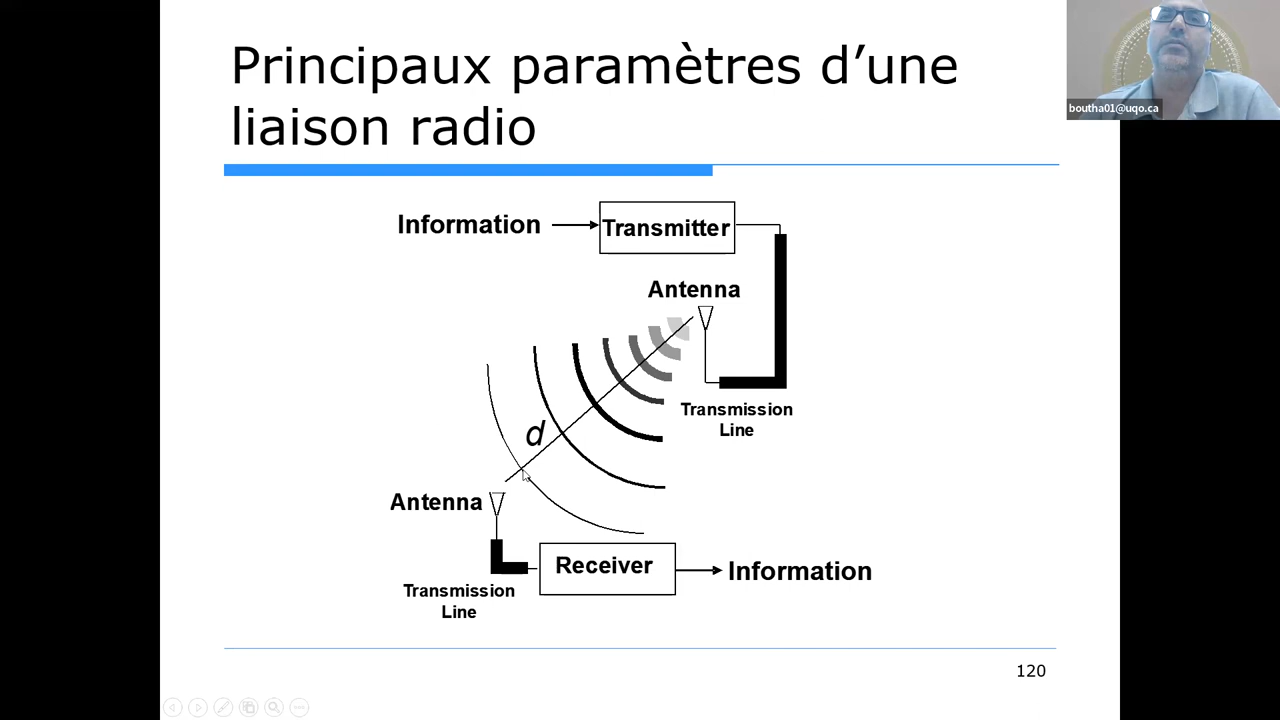 Principaux paramètres d’une
liaison radio
boutha01@uqo.ca
Information
Transmitter
Antenna
Transmission
Line
d
Antenna
Receiver
Information
Transmission
Line
120